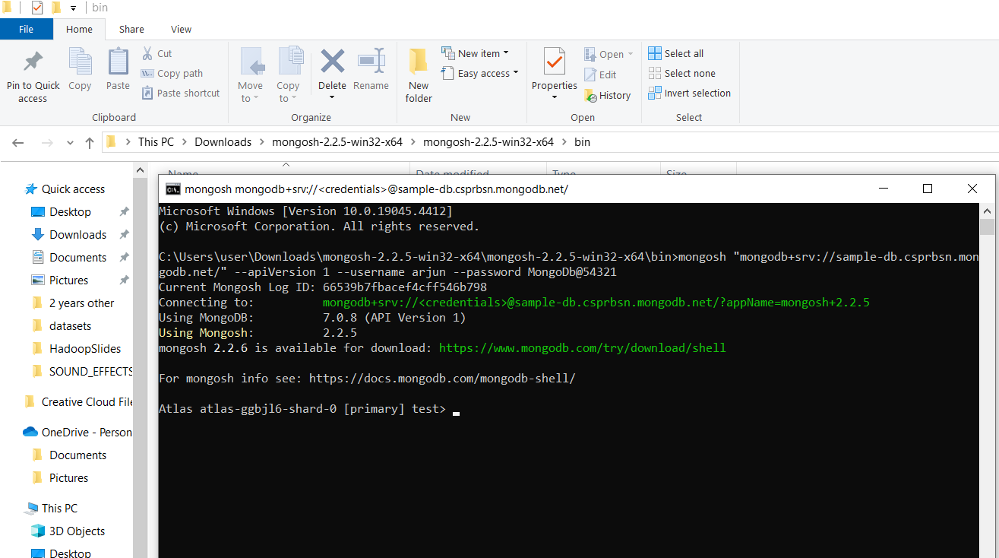 bin
File Home Share View
Pin to Quick access
Copy
Paste
Cut
Copy path
Paste shortcut
Clipboard
Move to
Copy to
Delete
Rename
Organize
New folder
New item
Easy access
New
Properties
Open
Edit
History
Open
Select all
Select none
Invert selection
Select
This PC > Downloads > mongosh-2.2.5-win32-x64 > mongosh-2.2.5-win32-x64 > bin
Name Date modified Type Size
Quick access
Desktop
Downloads
Documents
Pictures
2 years other
datasets
HadoopSlides
SOUND_EFFECTS
Creative Cloud File
OneDrive - Person
Documents
Pictures
This PC
3D Objects
Desktop
mongosh mongodb+srv://<credentials>@sample-db.csprbsn.mongodb.net/
Microsoft Windows [Version 10.0.19045.4412]
(c) Microsoft Corporation. All rights reserved.
C:\Users\user\Downloads\mongosh-2.2.5-win32-x64\mongosh-2.2.5-win32-x64\bin>mongosh "mongodb+srv://sample-db.csprbsn.mon
godb.net/" --apiVersion 1 --username arjun --password MongoDb@54321
Current Mongosh Log ID: 66539b7fbacef4cff546b798
Connecting to: mongodb+srv://<credentials>@sample-db.csprbsn.mongodb.net/?appName=mongosh+2.2.5
Using MongoDB: 7.0.8 (API Version 1)
Using Mongosh: 2.2.5
mongosh 2.2.6 is available for download: https://www.mongodb.com/try/download/shell
For mongosh info see: https://docs.mongodb.com/mongodb-shell/
Atlas atlas-ggbjl6-shard-0 [primary] test>